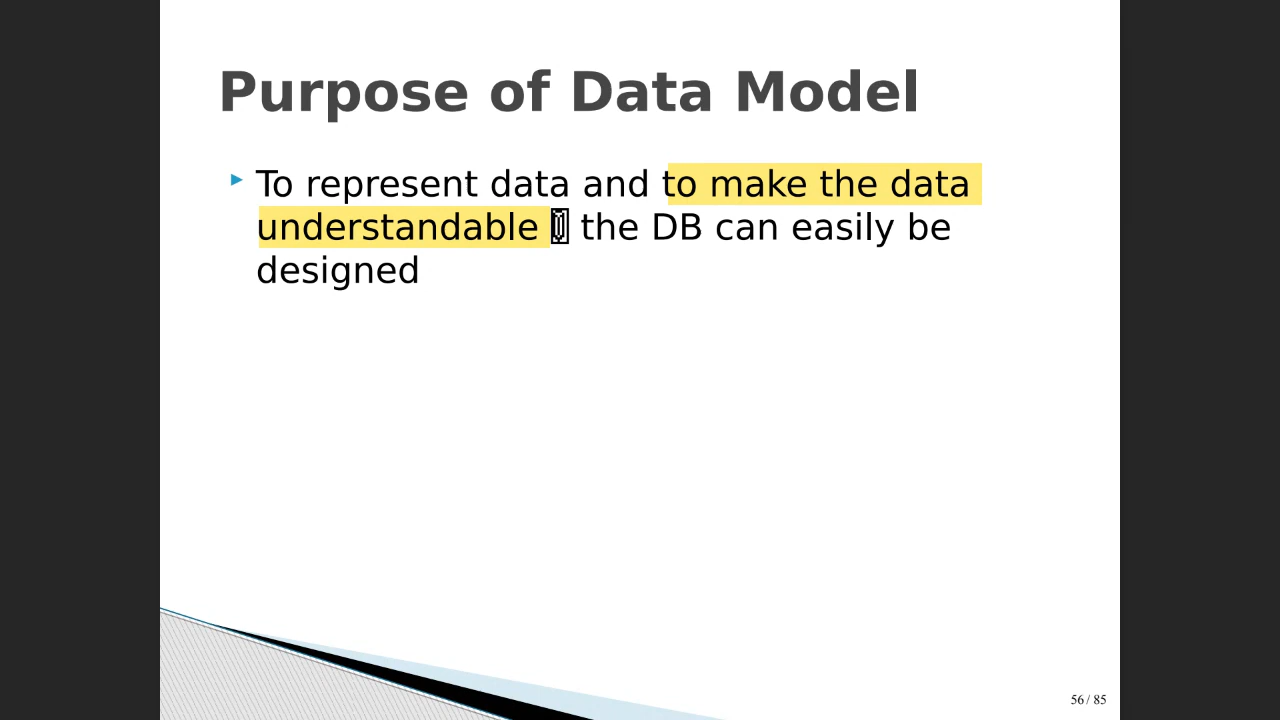 Purpose of Data Model
To represent data and to make the data
understandable  the DB can easily be
designed
56 / 85